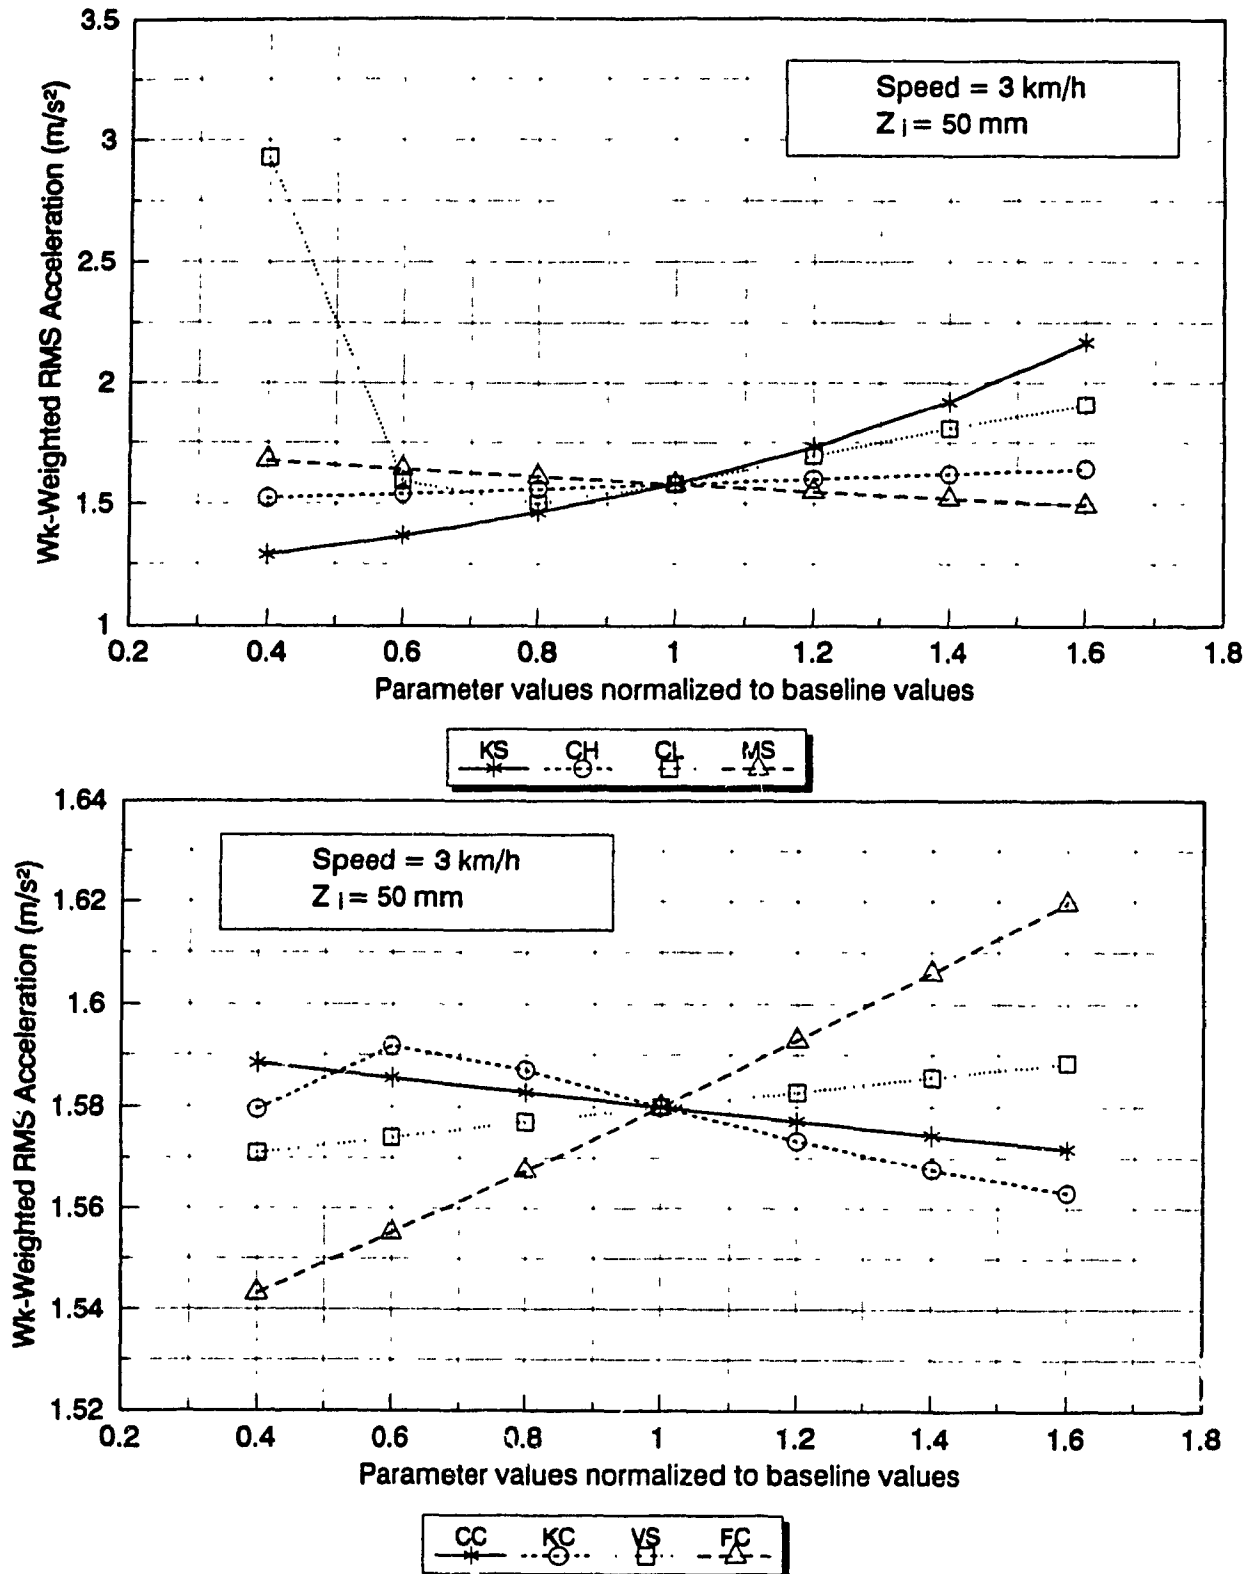 3.5
3
2.5
2
1.5
1
Wk-Weighted RMS Acceleration (m/s²)
Speed = 3 km/h
Z i = 50 mm
0.2 0.4 0.6 0.8 1 1.2 1.4 1.6 1.8
Parameter values normalized to baseline values
KS CH CL MS
1.64
1.62
1.6
1.58
1.56
1.54
1.52
Wk-Weighted RMS Acceleration (m/s²)
Speed = 3 km/h
Z i = 50 mm
0.2 0.4 0.6 0.8 1 1.2 1.4 1.6 1.8
Parameter values normalized to baseline values
CC KC VS FC